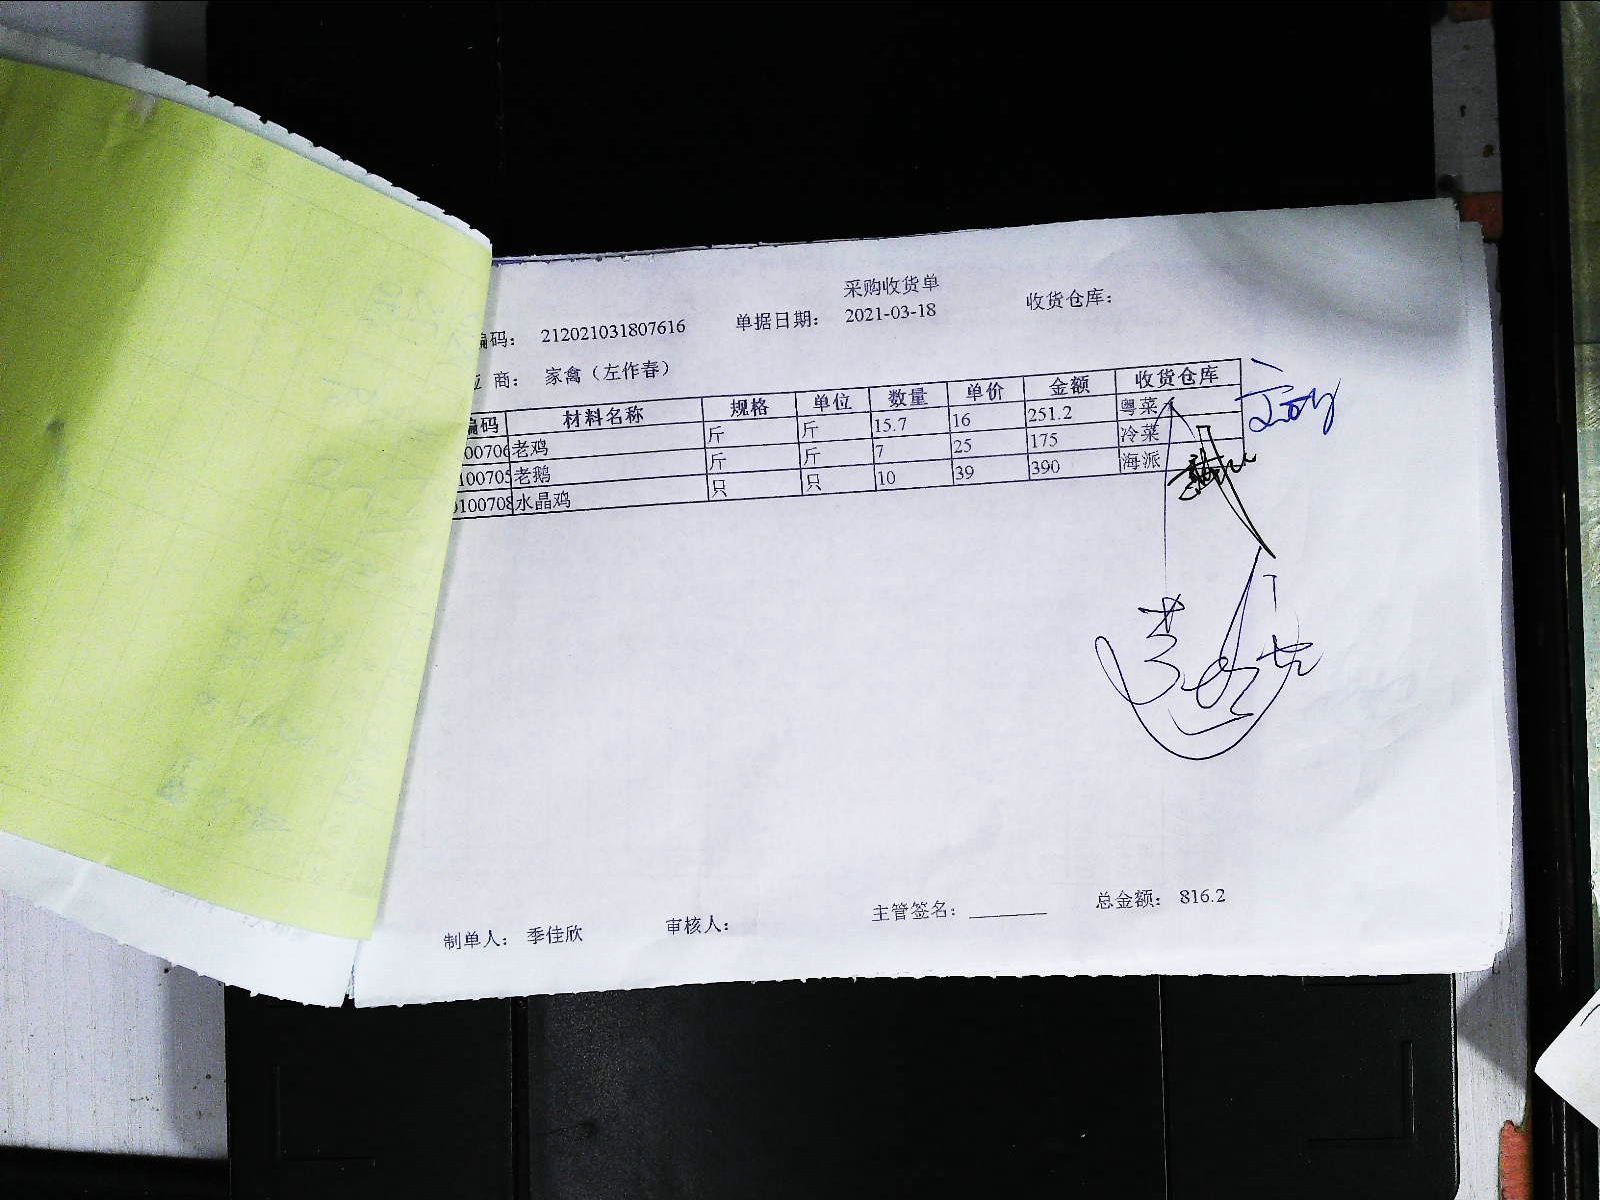 采购收货单
编码： 212021031807616 单据日期： 2021-03-18 收货仓库：
商： 家禽（左作春）
编码 材料名称 规格 单位 数量 单价 金额 收货仓库
00706 老鸡 斤 斤 15.7 16 251.2 粤菜
100705 老鹅 斤 斤 7 25 175 冷菜
0100708 水晶鸡 只 只 10 39 390 海派
制单人： 季佳欣 审核人： 主管签名： 总金额： 816.2